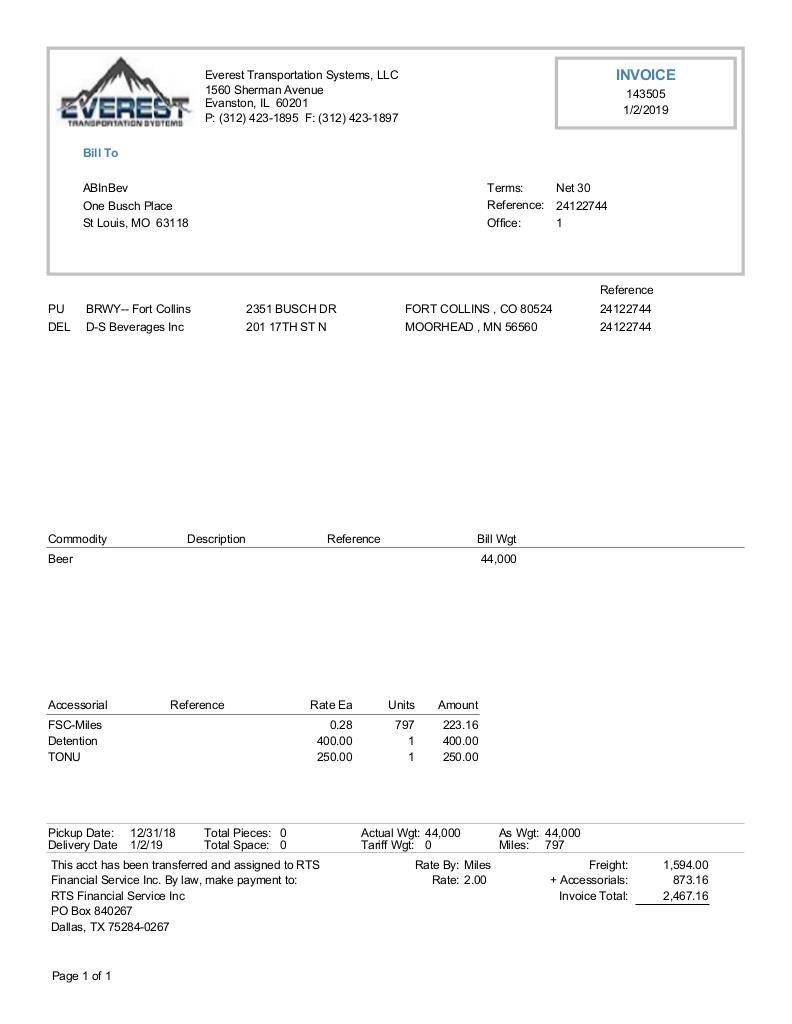 EVEREST
TRANSPORTATION SYSTEMS
Everest Transportation Systems, LLC
1560 Sherman Avenue
Evanston, IL 60201
P: (312) 423-1895 F: (312) 423-1897
INVOICE
143505
1/2/2019
Bill To
ABInBev
One Busch Place
St Louis, MO 63118
Terms: Net 30
Reference: 24122744
Office: 1
Reference
PU BRWY-- Fort Collins 2351 BUSCH DR FORT COLLINS , CO 80524 24122744
DEL D-S Beverages Inc 201 17TH ST N MOORHEAD , MN 56560 24122744
Commodity Description Reference Bill Wgt
Beer 44,000
Accessorial Reference Rate Ea Units Amount
FSC-Miles 0.28 797 223.16
Detention 400.00 1 400.00
TONU 250.00 1 250.00
Pickup Date: 12/31/18 Total Pieces: 0 Actual Wgt: 44,000 As Wgt: 44,000
Delivery Date 1/2/19 Total Space: 0 Tariff Wgt: 0 Miles: 797
This acct has been transferred and assigned to RTS Rate By: Miles Freight: 1,594.00
Financial Service Inc. By law, make payment to: Rate: 2.00 + Accessorials: 873.16
RTS Financial Service Inc Invoice Total: 2,467.16
PO Box 840267
Dallas, TX 75284-0267
Page 1 of 1